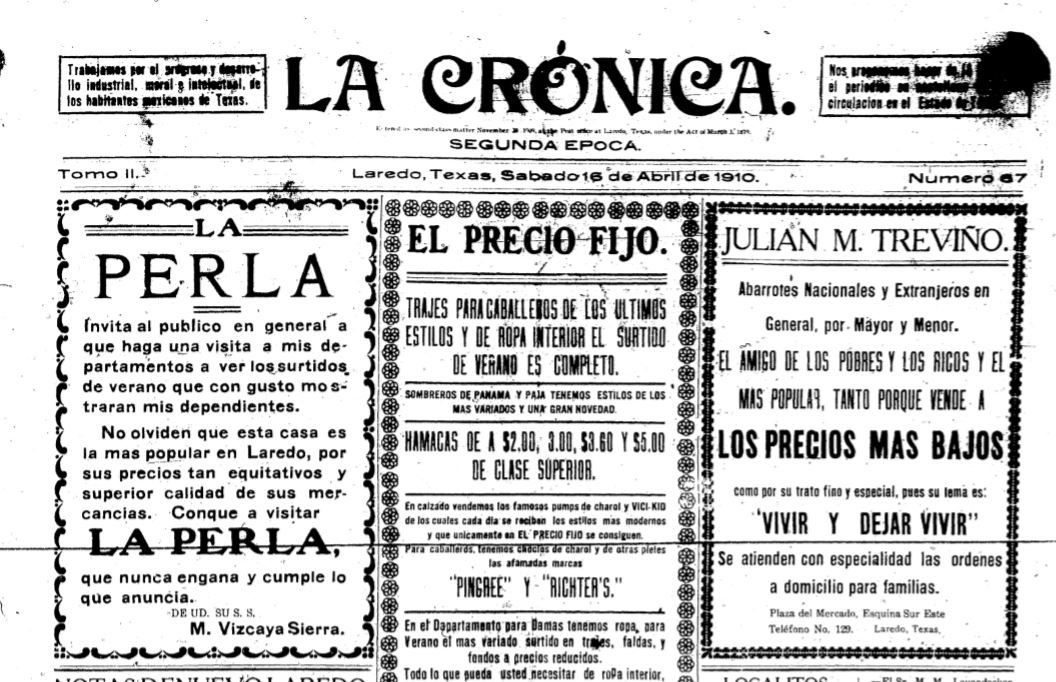 Trabajamos por el progreso y desarro-
llo industrial, moral e intelectual, de
los habitantes mexicanos de Texas.
LA CRÓNICA.
Nos proponemos hacer de LA
el periodico de
circulacion en el Estado de
Entered as second-class matter November 1909, at the Post office at Laredo, Texas, under the Act of March 3, 1879.
SEGUNDA EPOCA.
Tomo II.
Laredo, Texas, Sabado 16 de Abril de 1910.
Numero 67
LA
PERLA
Invita al publico en general a
que haga una visita a mis de-
partamentos a ver los surtidos
de verano que con gusto mos-
traran mis dependientes.
No olviden que esta casa es
la mas popular en Laredo, por
sus precios tan equitativos y
superior calidad de sus mer-
cancias. Conque a visitar
LA PERLA,
que nunca engana y cumple lo
que anuncia.
DE UD. SU S. S.
M. Vizcaya Sierra.
NOTAS DE NUEVO LAREDO
EL PRECIO FIJO.
TRAJES PARA CABALLEROS DE LOS ULTIMOS
ESTILOS Y DE ROPA INTERIOR EL SURTIDO
DE VERANO ES COMPLETO.
SOMBREROS DE PANAMA Y PAJA TENEMOS ESTILOS DE LOS
MAS VARIADOS Y UNA GRAN NOVEDAD.
HAMACAS DE A $2.00, 3.00, $3.60 Y $5.00
DE CLASE SUPERIOR.
En calzado vendemos los famosos pumps de charol y VICI-KID
de los cuales cada dia se reciben los estilos mas modernos
y que unicamente en EL PRECIO FIJO se consiguen.
Para caballeros, tenemos choclos de charol y de otras pieles
las afamadas marcas
"PINGREE" Y "RICHTER'S."
En el Dapartamento para Damas tenemos ropa, para
Verano el mas variado surtido en trajes, faldas, y
fondos a precios reducidos.
Todo lo que pueda usted necesitar de roPa interior,
JULIAN M. TREVIÑO.
Abarrotes Nacionales y Extranjeros en
General, por Mayor y Menor.
EL AMIGO DE LOS POBRES Y LOS RICOS Y EL
MAS POPULAR, TANTO PORQUE VENDE A
LOS PRECIOS MAS BAJOS
como por su trato fino y especial, pues su lema es:
'VIVIR Y DEJAR VIVIR"
Se atienden con especialidad las ordenes
a domicilio para familias.
Plaza del Mercado, Esquina Sur Este
Teléfono No. 129. Laredo, Texas.
LOCALITOS
—El Sr. M. M.